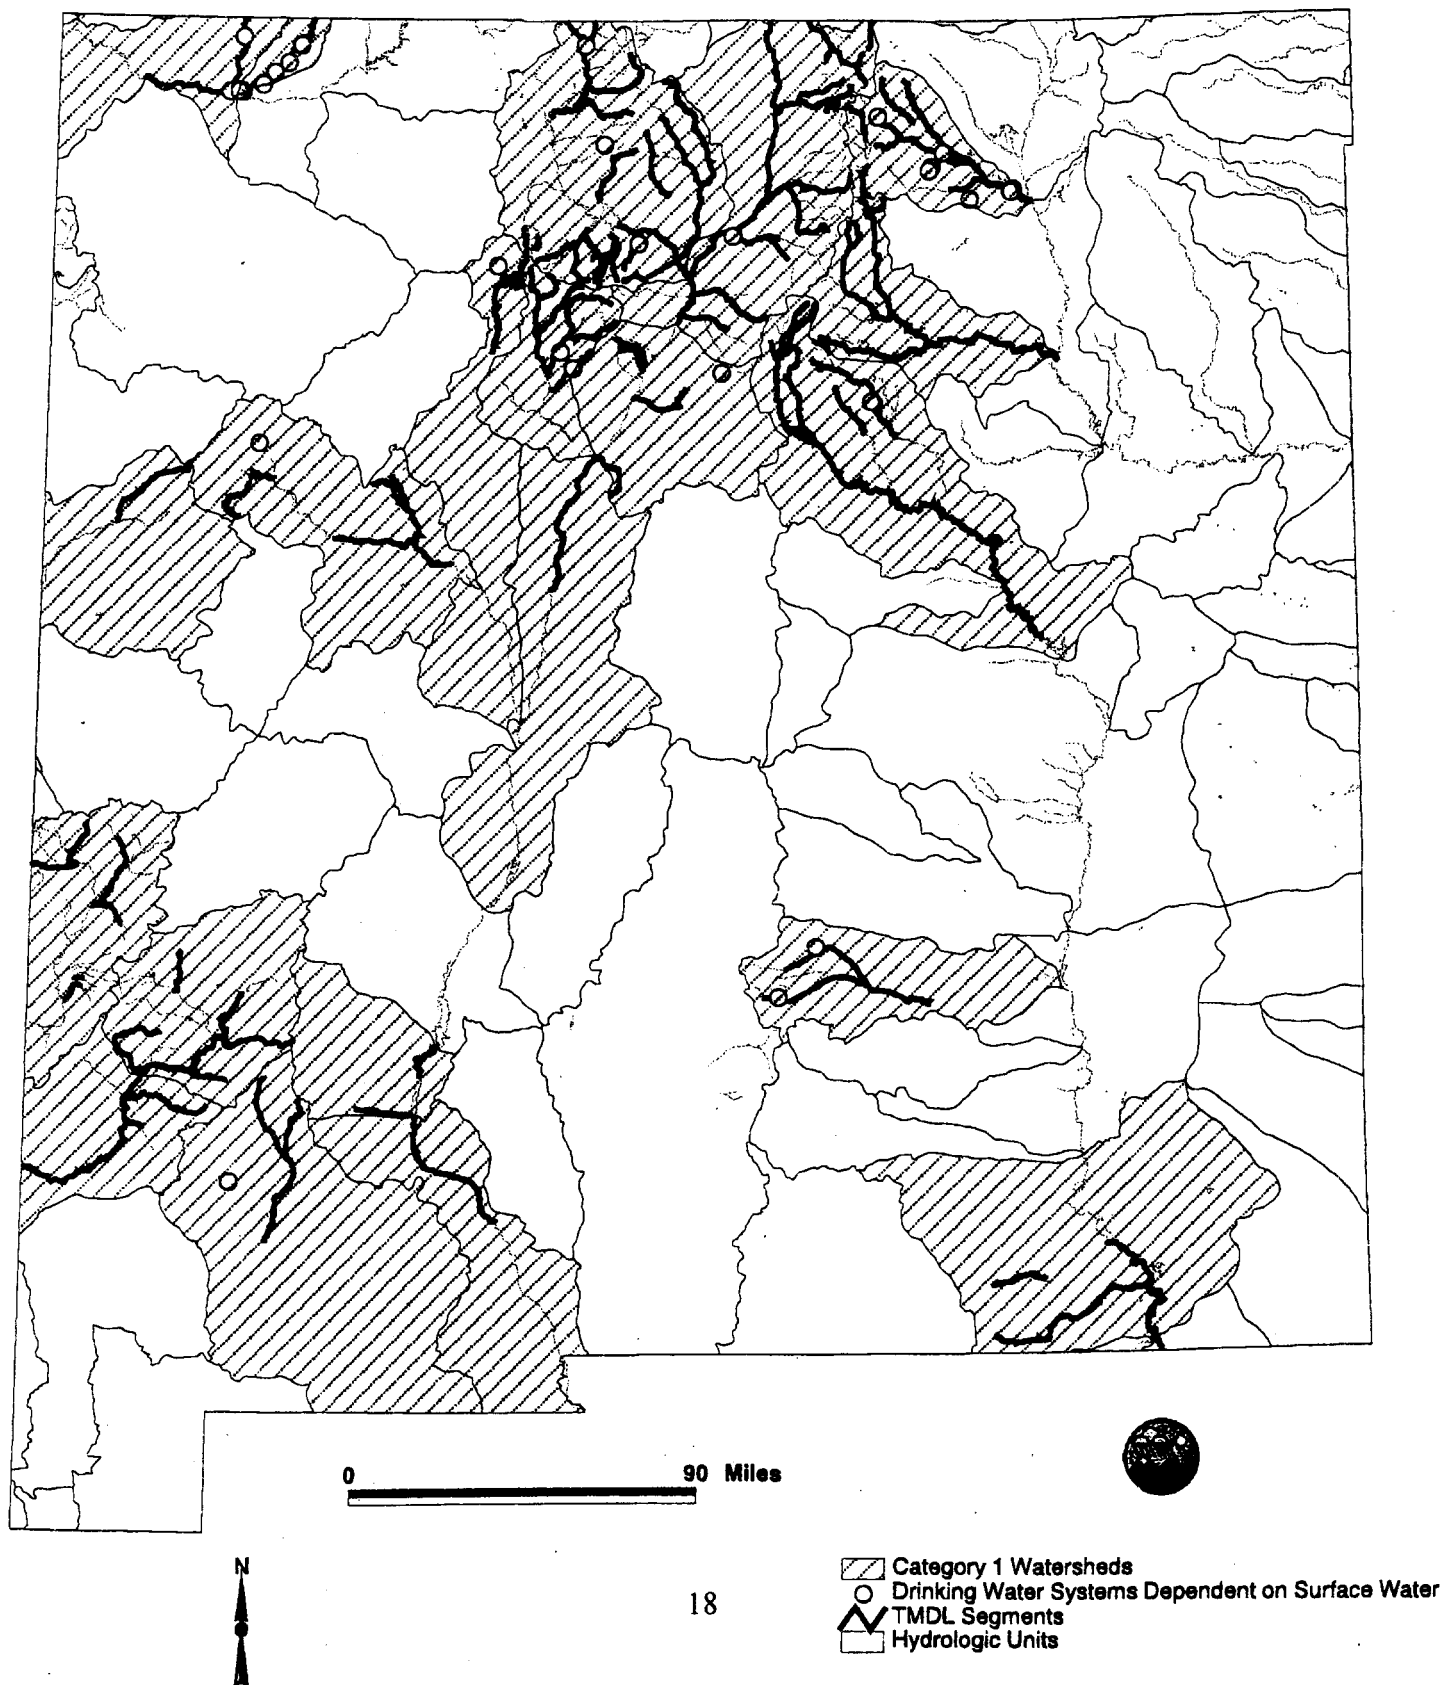 0 90 Miles
N
18
Category 1 Watersheds
Drinking Water Systems Dependent on Surface Water
TMDL Segments
Hydrologic Units